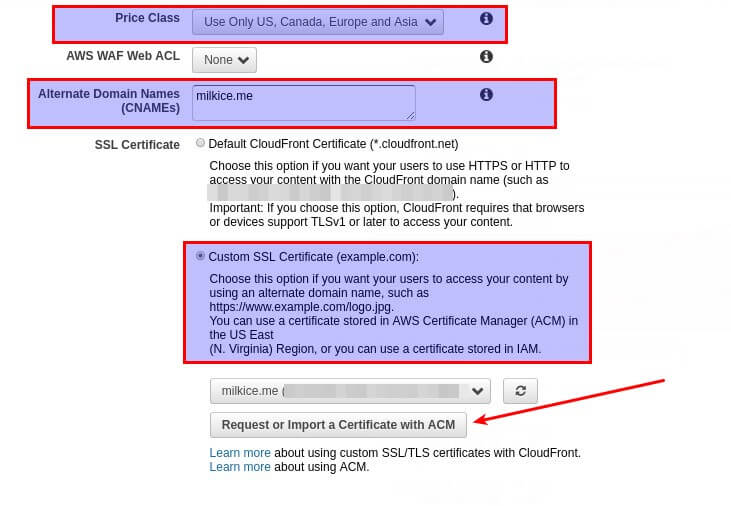 Price Class
Use Only US, Canada, Europe and Asia
AWS WAF Web ACL
None
Alternate Domain Names
(CNAMEs)
milkice.me
SSL Certificate
Default CloudFront Certificate (*.cloudfront.net)
Choose this option if you want your users to use HTTPS or HTTP to
access your content with the CloudFront domain name (such as
).
Important: If you choose this option, CloudFront requires that browsers
or devices support TLSv1 or later to access your content.
Custom SSL Certificate (example.com):
Choose this option if you want your users to access your content by
using an alternate domain name, such as
https://www.example.com/logo.jpg.
You can use a certificate stored in AWS Certificate Manager (ACM) in
the US East
(N. Virginia) Region, or you can use a certificate stored in IAM.
milkice.me (
Request or Import a Certificate with ACM
Learn more about using custom SSL/TLS certificates with CloudFront.
Learn more about using ACM.